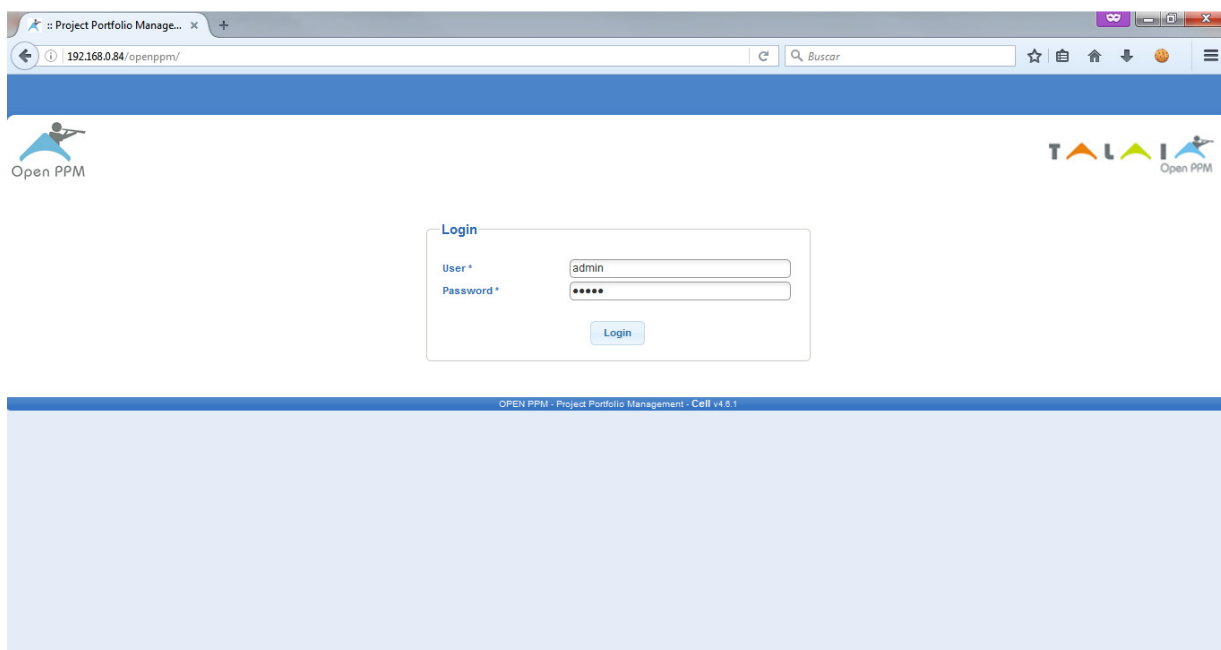 :: Project Portfolio Manage...
192.168.0.84/openppm/
Buscar
Open PPM
TALAIA
Open PPM
Login
User *
admin
Password *
•••••
Login
OPEN PPM - Project Portfolio Management - Cell v4.6.1